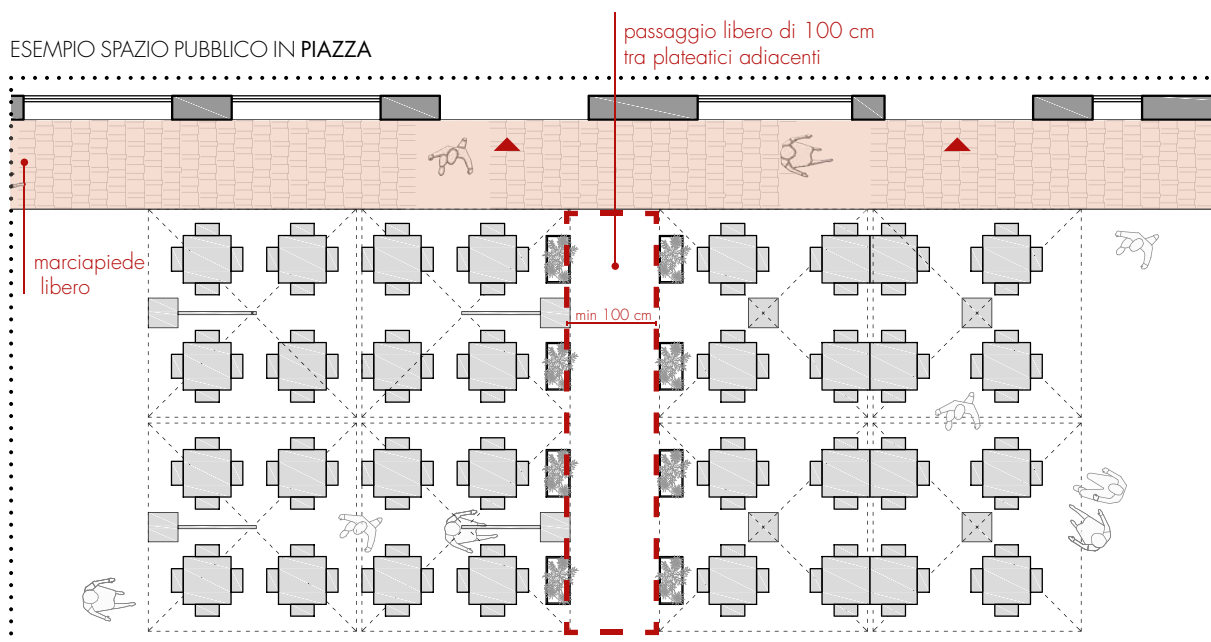 ESEMPIO SPAZIO PUBBLICO IN PIAZZA
passaggio libero di 100 cm
tra plateatici adiacenti
marciapiede
libero
min 100 cm